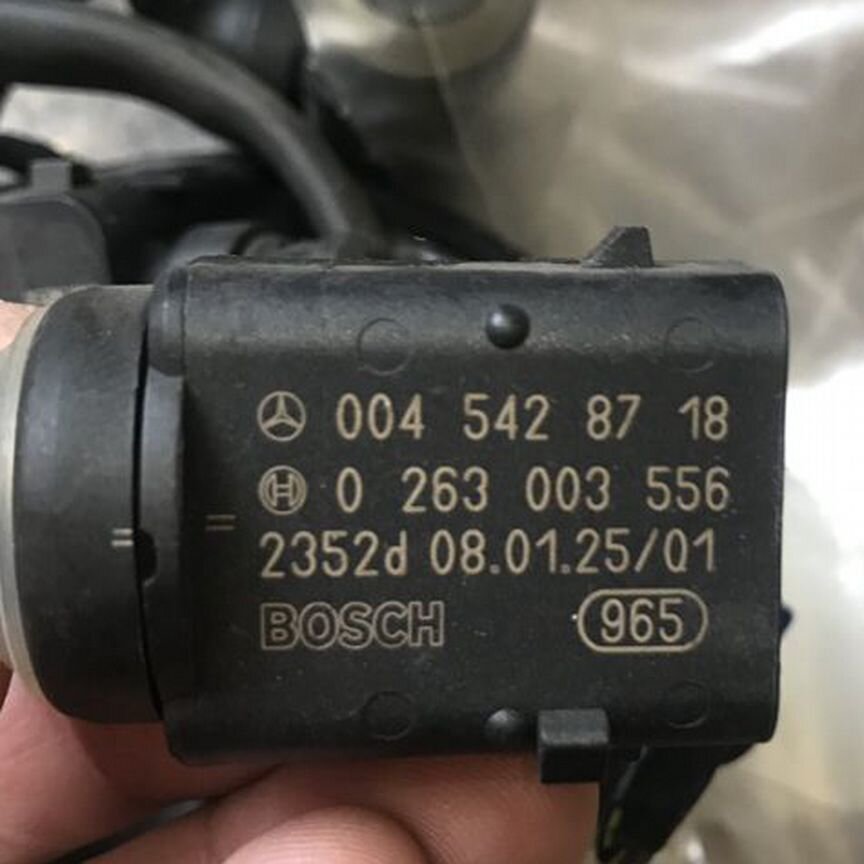 004 542 87 18
0 263 003 556
2352d 08.01.25/01
BOSCH 965